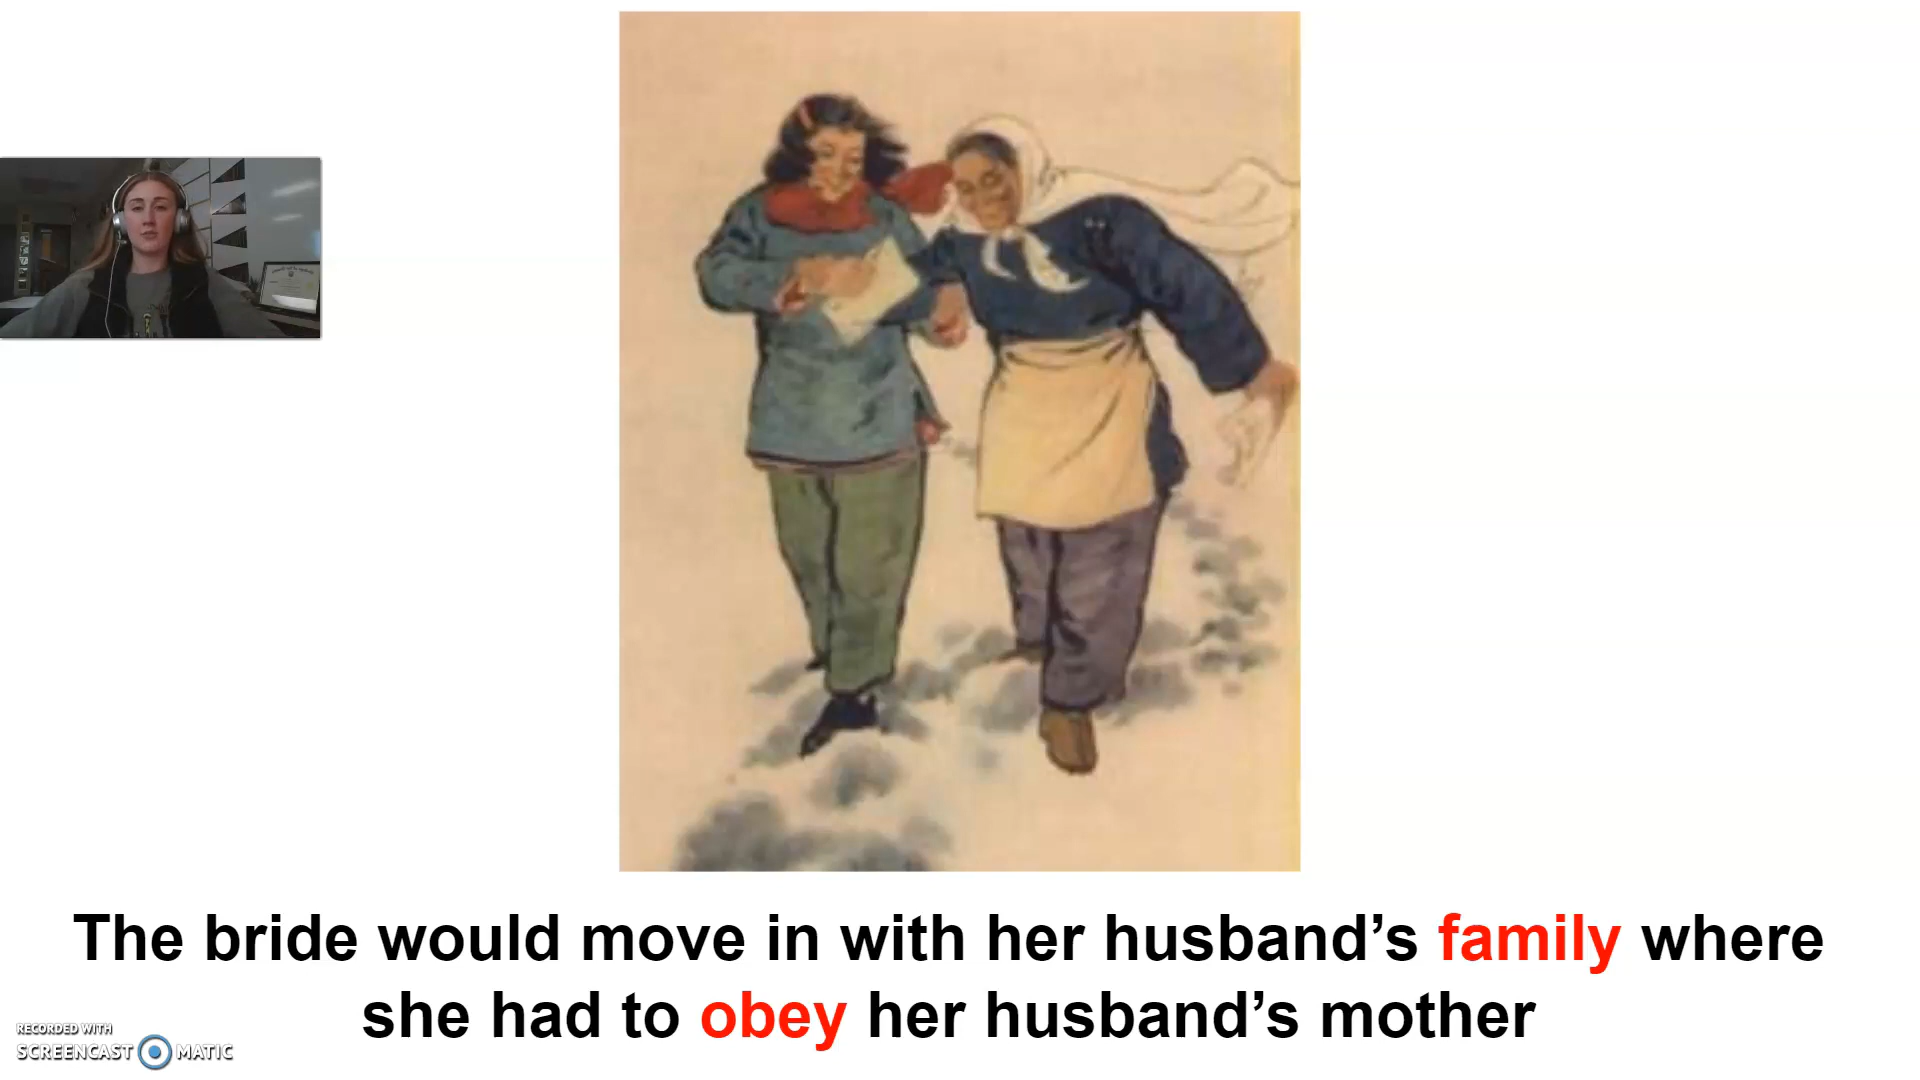 The bride would move in with her husband’s family where
she had to obey her husband’s mother
RECORDED WITH
SCREENCAST MATIC